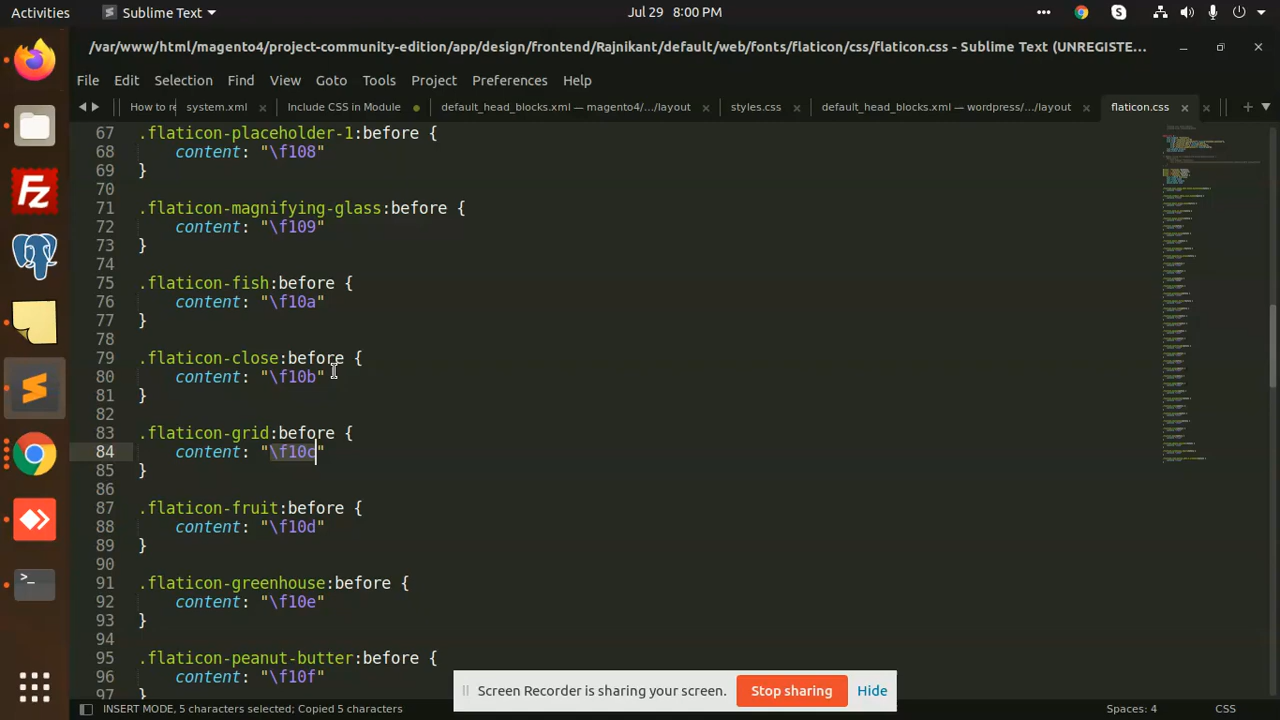 Activities
Sublime Text
Jul 29 8:00 PM
/var/www/html/magento4/project-community-edition/app/design/frontend/Rajnikant/default/web/fonts/flaticon/css/flaticon.css - Sublime Text (UNREGISTE...
File Edit Selection Find View Goto Tools Project Preferences Help
How to re
system.xml
Include CSS in Module
default_head_blocks.xml — magento4/.../layout
styles.css
default_head_blocks.xml — wordpress/.../layout
flaticon.css
67 .flaticon-placeholder-1:before {
68 content: "\f108"
69 }
70
71 .flaticon-magnifying-glass:before {
72 content: "\f109"
73 }
74
75 .flaticon-fish:before {
76 content: "\f10a"
77 }
78
79 .flaticon-close:before {
80 content: "\f10b"
81 }
82
83 .flaticon-grid:before {
84 content: "\f10c"
85 }
86
87 .flaticon-fruit:before {
88 content: "\f10d"
89 }
90
91 .flaticon-greenhouse:before {
92 content: "\f10e"
93 }
94
95 .flaticon-peanut-butter:before {
96 content: "\f10f"
97 }
Screen Recorder is sharing your screen.
Stop sharing
Hide
INSERT MODE, 5 characters selected; Copied 5 characters
Spaces: 4
CSS